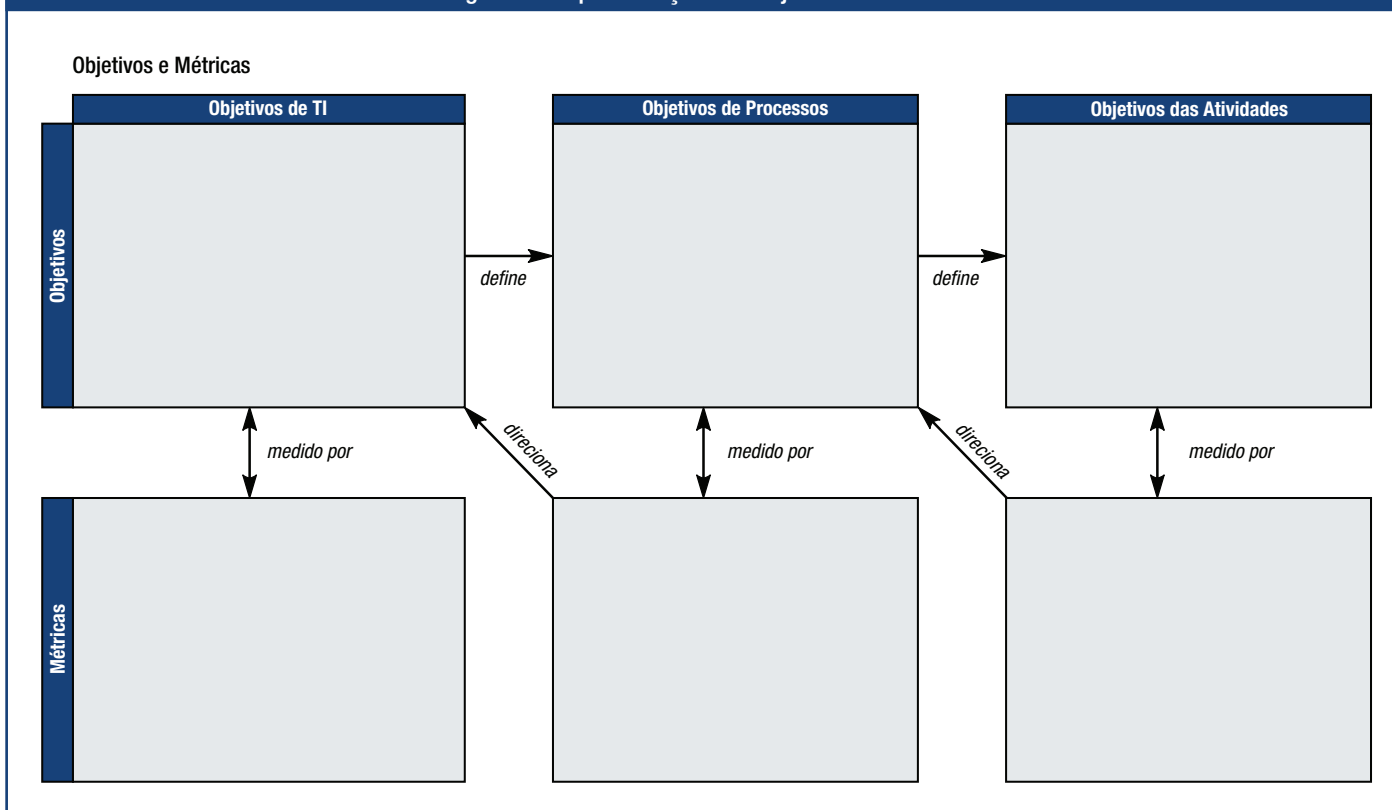 Objetivos e Métricas
Objetivos de TI
Objetivos de Processos
Objetivos das Atividades
Objetivos
define
define
medido por
direciona
medido por
direciona
medido por
Métricas